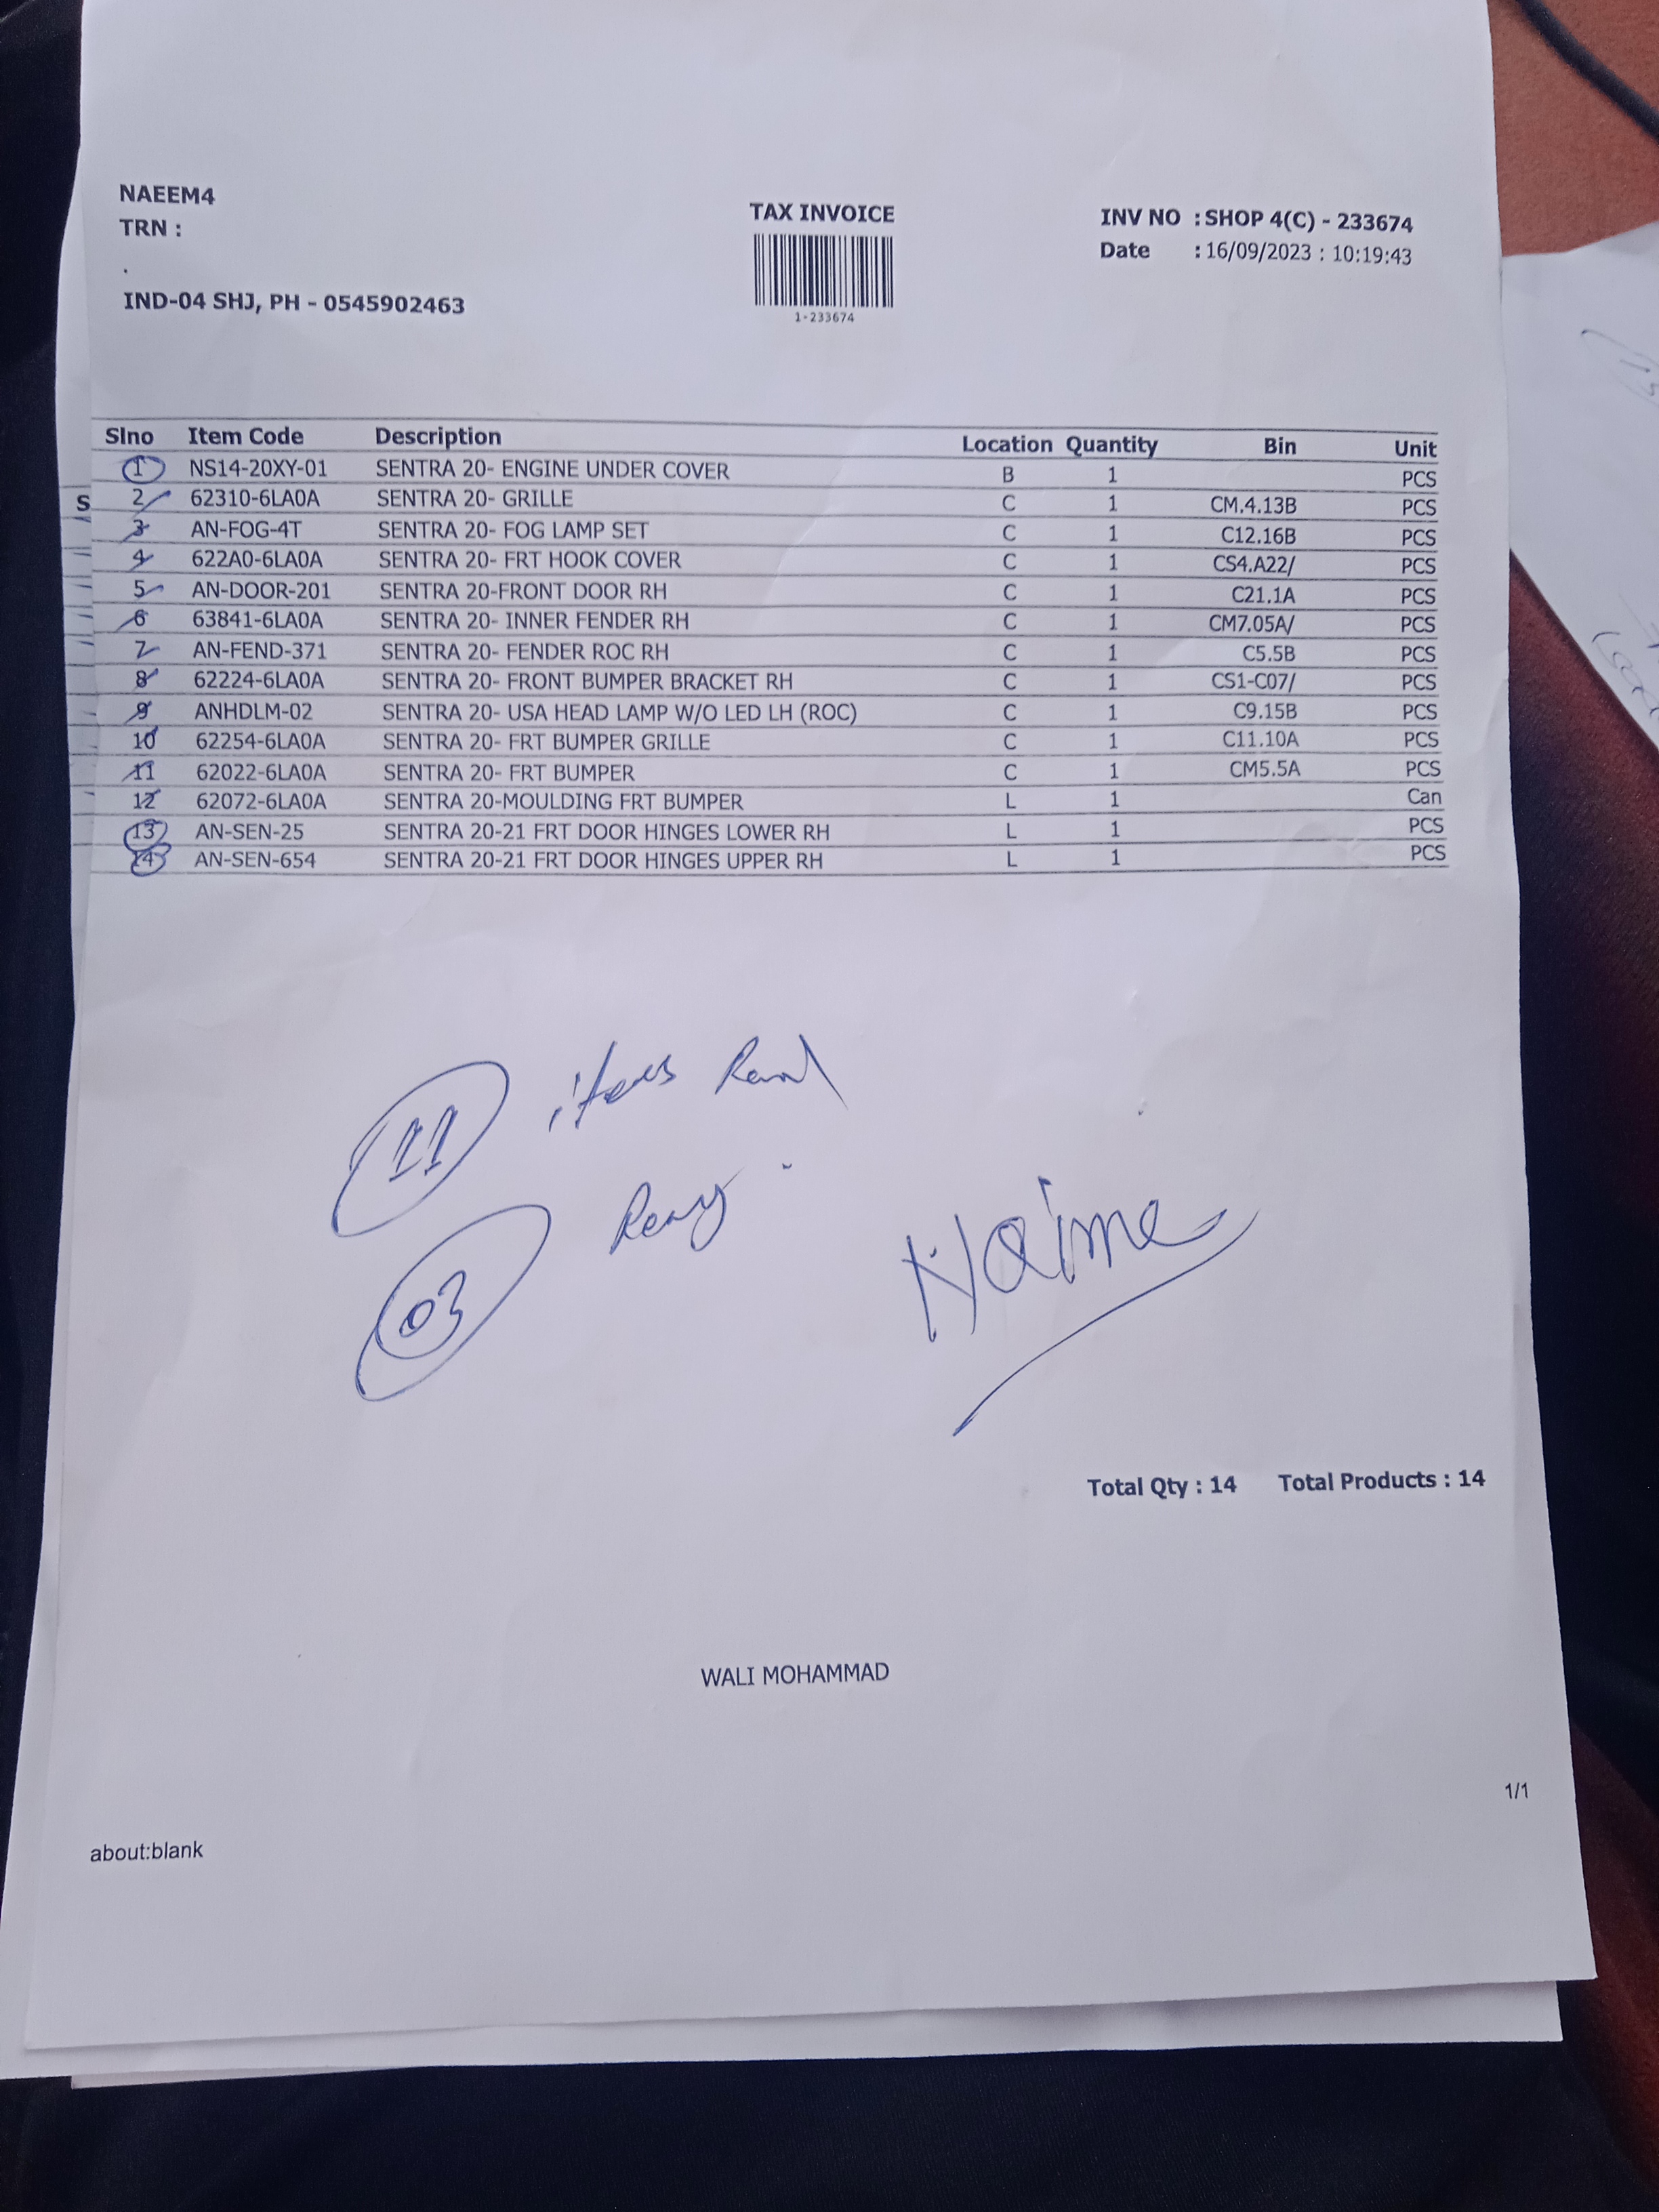 NAEEM4
TRN :
.
IND-04 SHJ, PH - 0545902463
TAX INVOICE
1-233674
INV NO : SHOP 4(C) - 233674
Date : 16/09/2023 : 10:19:43
Slno Item Code Description Location Quantity Bin Unit
1 NS14-20XY-01 SENTRA 20- ENGINE UNDER COVER B 1 PCS
2 62310-6LA0A SENTRA 20- GRILLE C 1 CM.4.13B PCS
3 AN-FOG-4T SENTRA 20- FOG LAMP SET C 1 C12.16B PCS
4 622A0-6LA0A SENTRA 20- FRT HOOK COVER C 1 CS4.A22/ PCS
5 AN-DOOR-201 SENTRA 20-FRONT DOOR RH C 1 C21.1A PCS
6 63841-6LA0A SENTRA 20- INNER FENDER RH C 1 CM7.05A/ PCS
7 AN-FEND-371 SENTRA 20- FENDER ROC RH C 1 C5.5B PCS
8 62224-6LA0A SENTRA 20- FRONT BUMPER BRACKET RH C 1 CS1-C07/ PCS
9 ANHDLM-02 SENTRA 20- USA HEAD LAMP W/O LED LH (ROC) C 1 C9.15B PCS
10 62254-6LA0A SENTRA 20- FRT BUMPER GRILLE C 1 C11.10A PCS
11 62022-6LA0A SENTRA 20- FRT BUMPER C 1 CM5.5A PCS
12 62072-6LA0A SENTRA 20-MOULDING FRT BUMPER L 1 Can
13 AN-SEN-25 SENTRA 20-21 FRT DOOR HINGES LOWER RH L 1 PCS
14 AN-SEN-654 SENTRA 20-21 FRT DOOR HINGES UPPER RH L 1 PCS
S
11 items
03
Naime
Total Qty : 14 Total Products : 14
WALI MOHAMMAD
1/1
about:blank